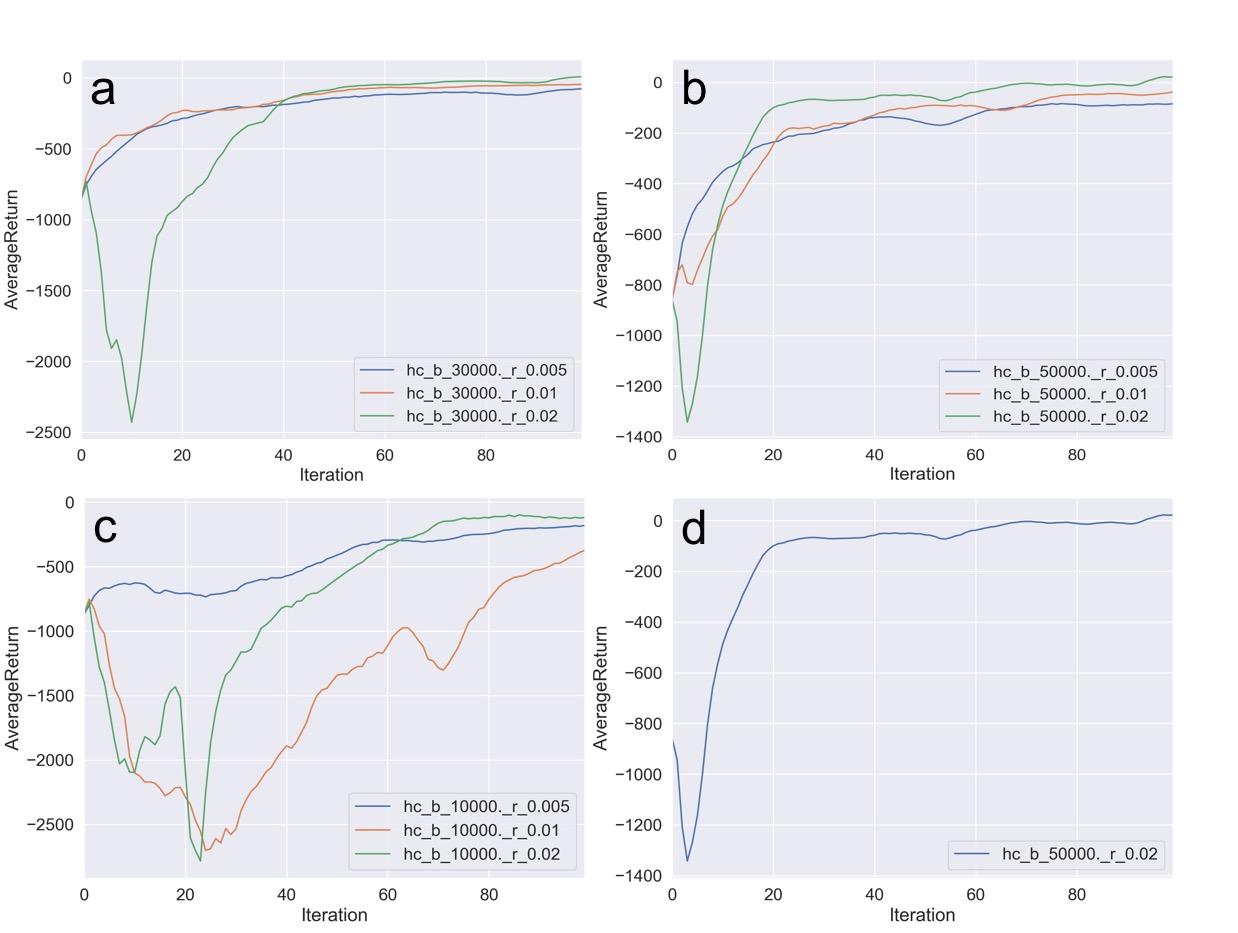 a
0
−500
−1000
−1500
−2000
−2500
AverageReturn
0 20 40 60 80
Iteration
hc_b_30000._r_0.005
hc_b_30000._r_0.01
hc_b_30000._r_0.02
b
0
−200
−400
−600
−800
−1000
−1200
−1400
AverageReturn
0 20 40 60 80
Iteration
hc_b_50000._r_0.005
hc_b_50000._r_0.01
hc_b_50000._r_0.02
c
0
−500
−1000
−1500
−2000
−2500
AverageReturn
0 20 40 60 80
Iteration
hc_b_10000._r_0.005
hc_b_10000._r_0.01
hc_b_10000._r_0.02
d
0
−200
−400
−600
−800
−1000
−1200
−1400
AverageReturn
0 20 40 60 80
Iteration
hc_b_50000._r_0.02